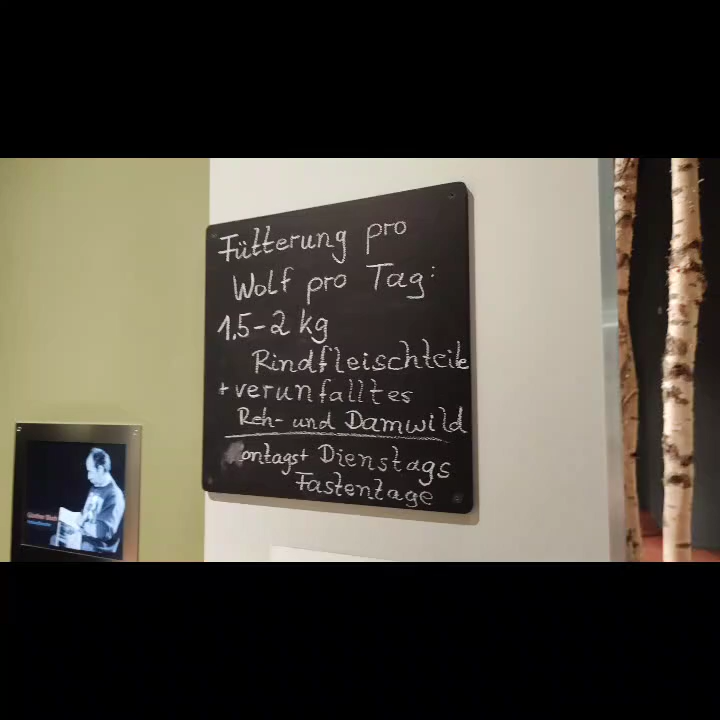 Fütterung pro
Wolf pro Tag:
1,5-2 kg
Rindfleischteile
+ verunfalltes
Reh- und Damwild
ontags+ Dienstags
Fastentage